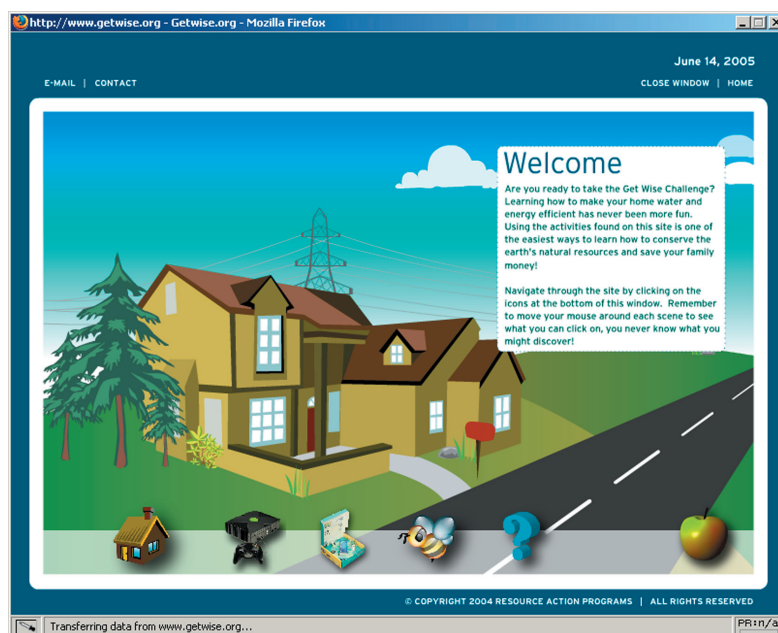 http://www.getwise.org - Getwise.org - Mozilla Firefox
June 14, 2005
E-MAIL | CONTACT
CLOSE WINDOW | HOME
Welcome
Are you ready to take the Get Wise Challenge?
Learning how to make your home water and
energy efficient has never been more fun.
Using the activities found on this site is one of
the easiest ways to learn how to conserve the
earth's natural resources and save your family
money!
Navigate through the site by clicking on the
icons at the bottom of this window. Remember
to move your mouse around each scene to see
what you can click on, you never know what you
might discover!
?
© COPYRIGHT 2004 RESOURCE ACTION PROGRAMS | ALL RIGHTS RESERVED
Transferring data from www.getwise.org...
PR:n/a